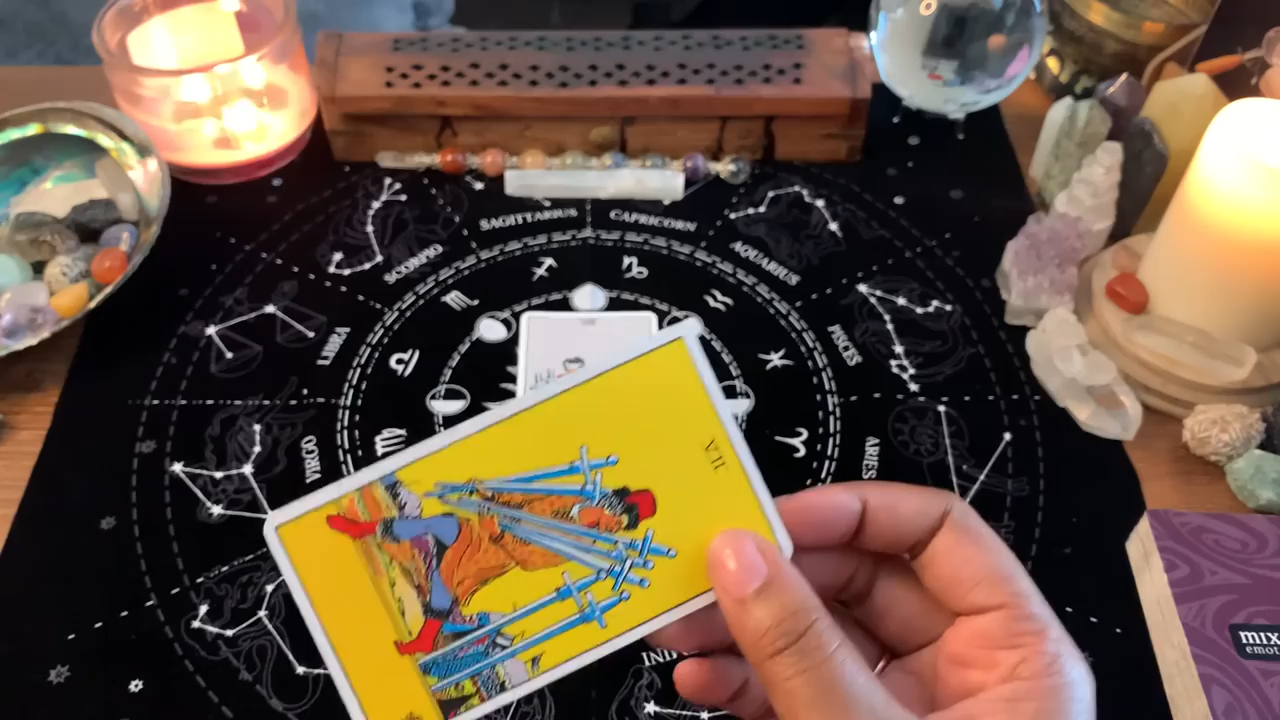 SAGITTARIUS
CAPRICORN
SCORPIO
AQUARIUS
LIBRA
PISCES
VIRGO
ARIES
VII
MIX
emot